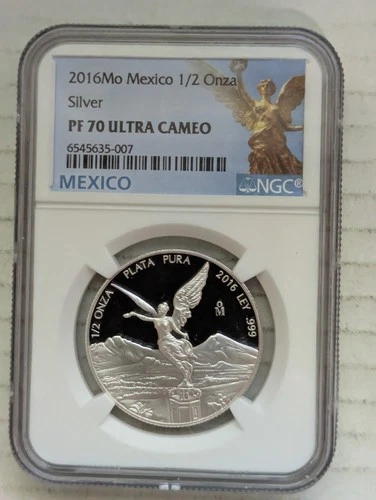 2016Mo Mexico 1/2 Onza
Silver
PF 70 ULTRA CAMEO
6545635-007
MEXICO
NGC®
1/2 ONZA PLATA PURA 2016 LEY .999
Mo